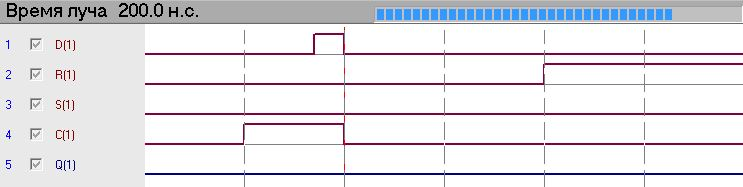 Время луча 200.0 н.с.
1 D(1)
2 R(1)
3 S(1)
4 C(1)
5 Q(1)